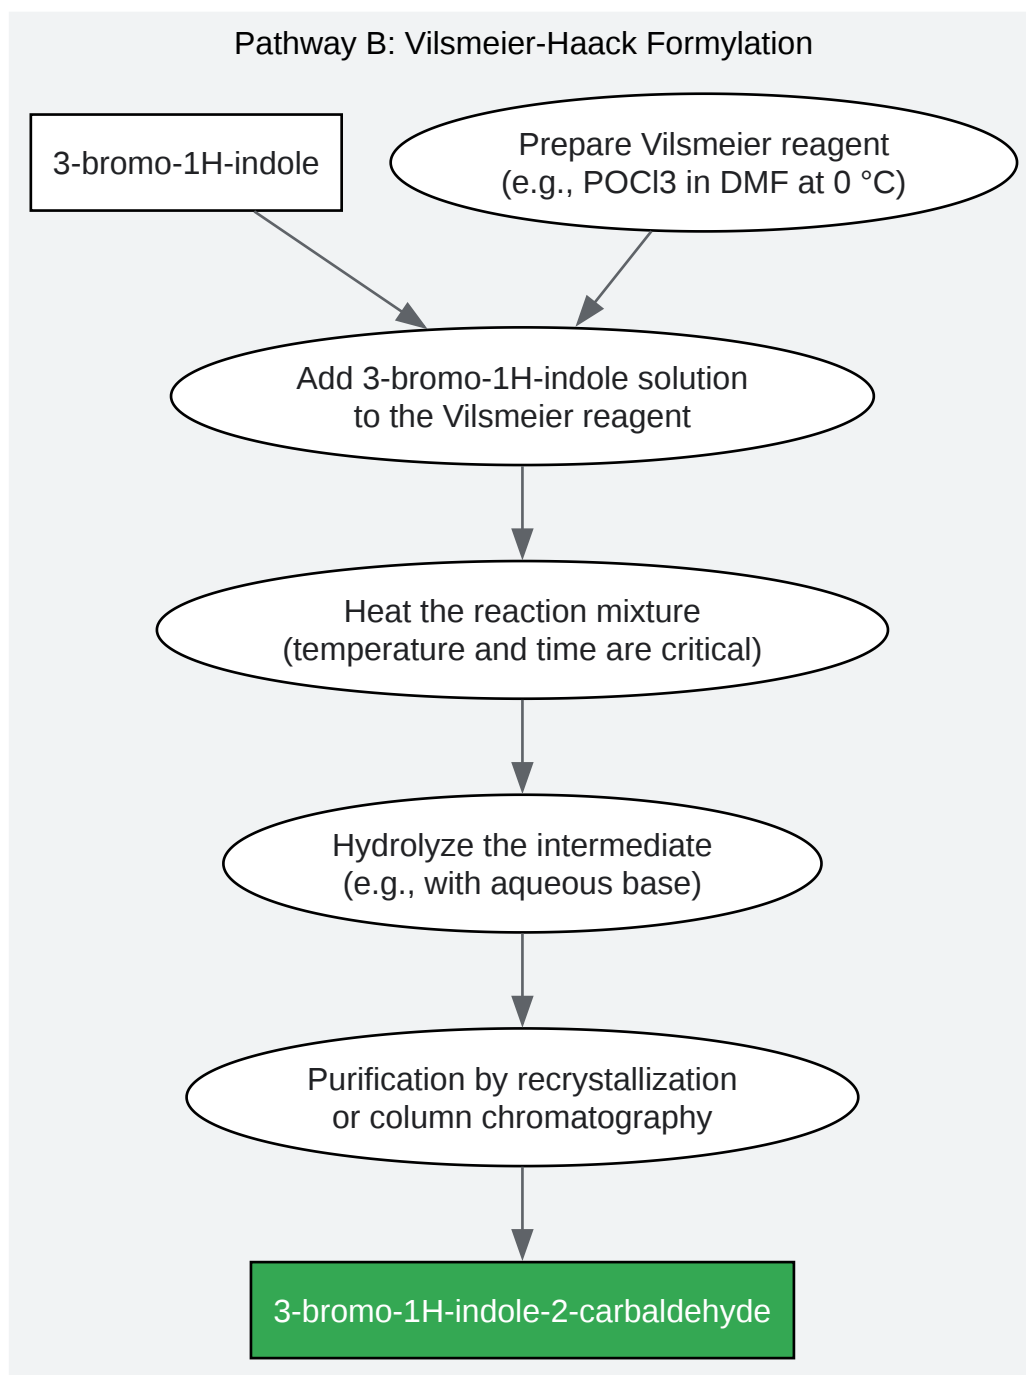 Pathway B: Vilsmeier-Haack Formylation
3-bromo-1H-indole
Prepare Vilsmeier reagent
(e.g., POCl3 in DMF at 0 °C)
Add 3-bromo-1H-indole solution
to the Vilsmeier reagent
Heat the reaction mixture
(temperature and time are critical)
Hydrolyze the intermediate
(e.g., with aqueous base)
Purification by recrystallization
or column chromatography
3-bromo-1H-indole-2-carbaldehyde